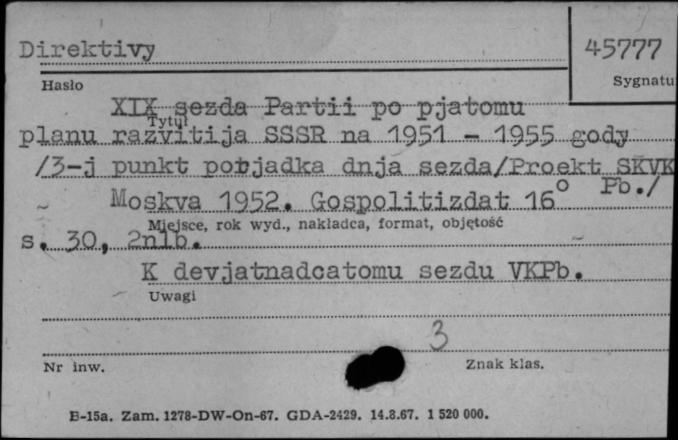 Direktivy
45777
Hasło
Sygnatu
XIX sezda Partii po pjatomu
Tytuł
planu razvitija SSSR na 1951 - 1955 gody
/3-j punkt porjadka dnja sezda/Proekt SKVK
Pb./
Moskva 1952. Gospolitizdat 16°
Miejsce, rok wyd., nakładca, format, objętość
s. 30, 2nlb.
K devjatnadcatomu sezdu VKPb.
Uwagi
3
Nr inw.
Znak klas.
B-15a. Zam. 1278-DW-On-67. GDA-2429. 14.8.67. 1 520 000.